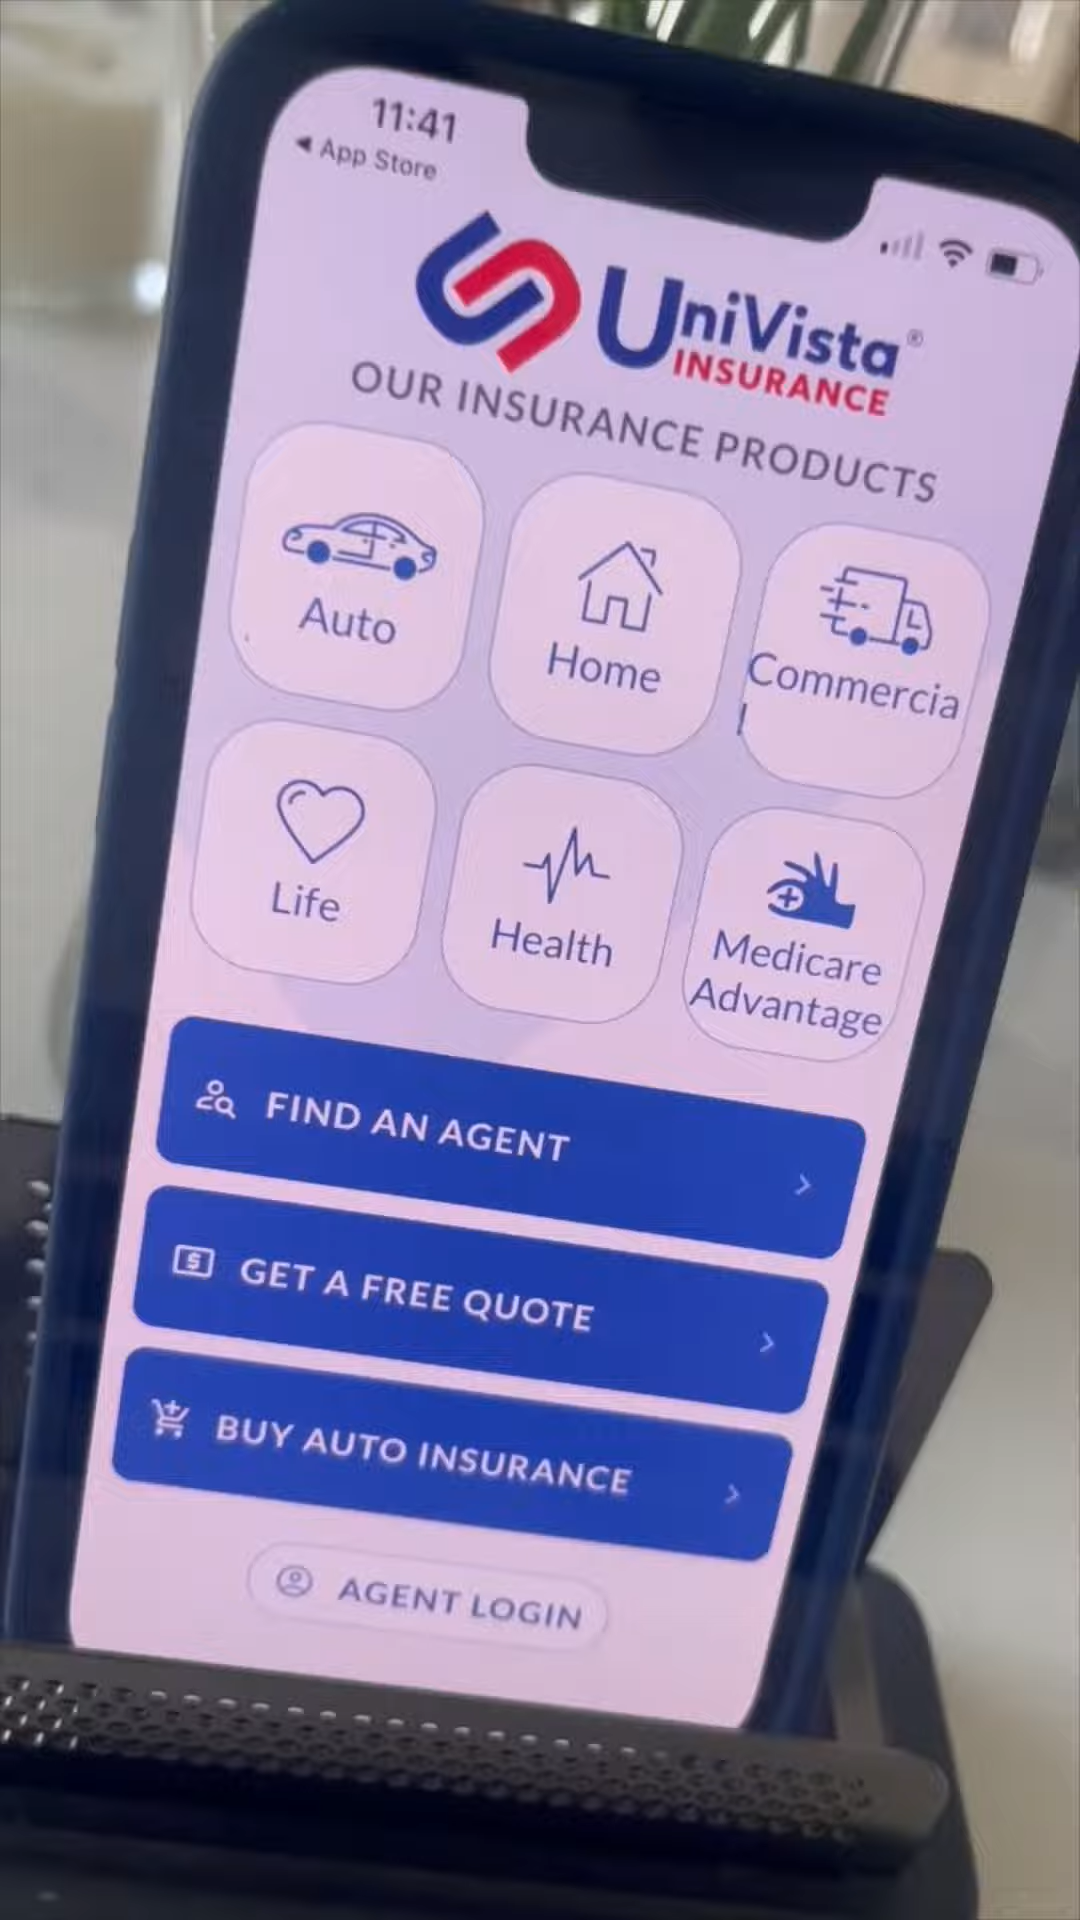 11:41
◀ App Store
UniVista®
INSURANCE
OUR INSURANCE PRODUCTS
Auto
Home
Commercia
l
Life
Health
Medicare
Advantage
FIND AN AGENT
GET A FREE QUOTE
BUY AUTO INSURANCE
AGENT LOGIN